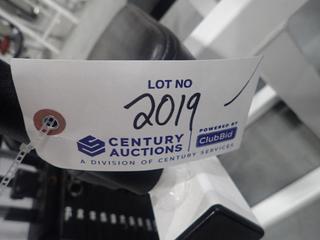 LOT NO
2019
CENTURY
AUCTIONS
POWERED BY
ClubBid
A DIVISION OF CENTURY SERVICES